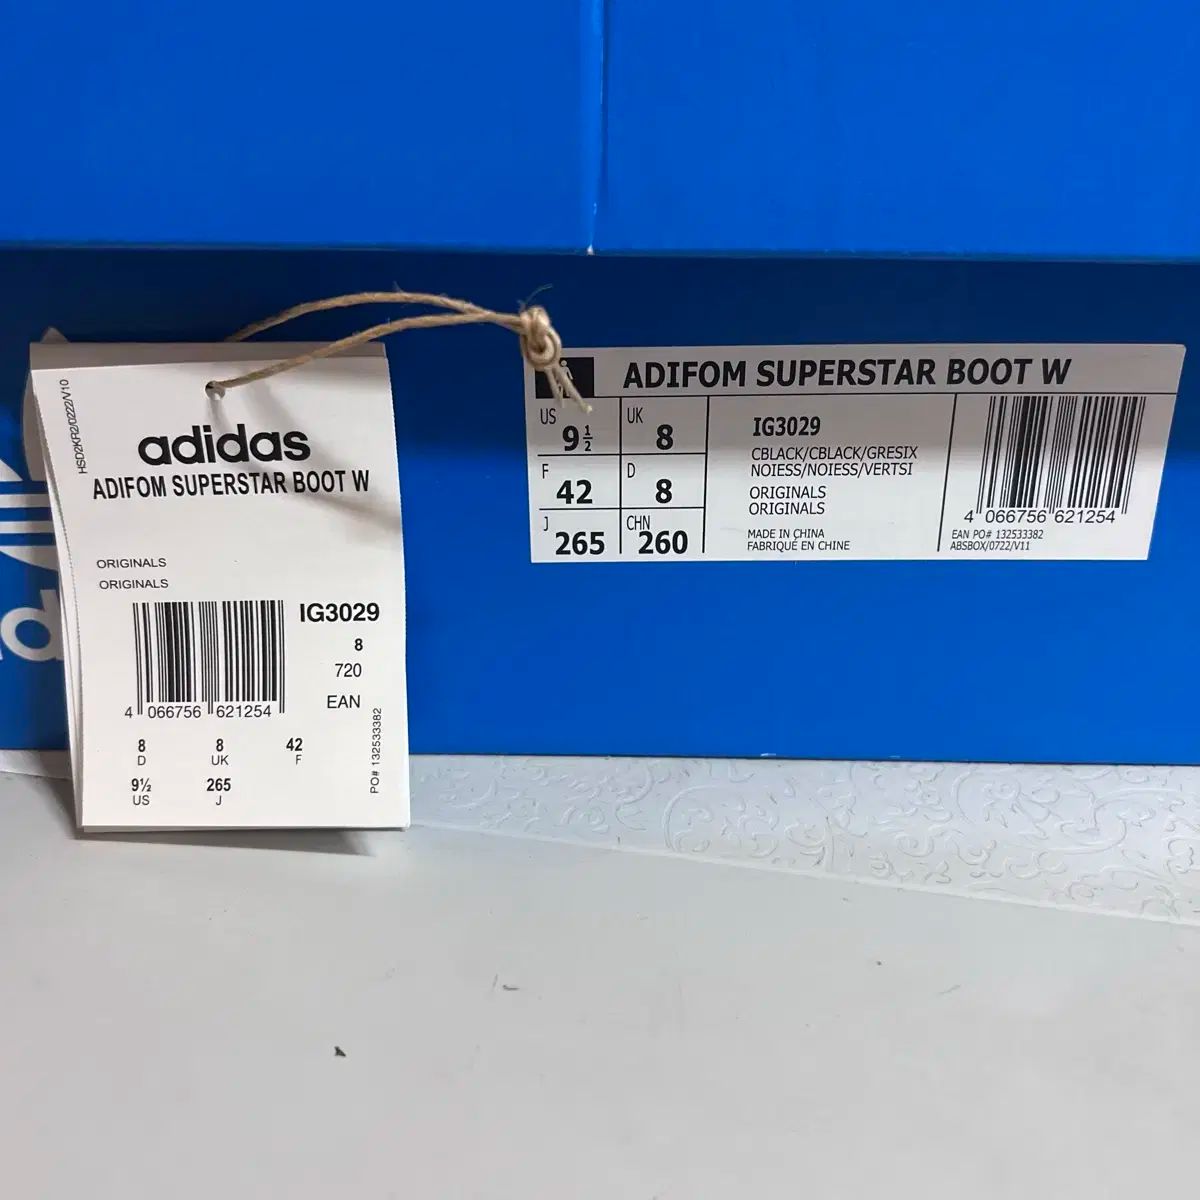 HSD2KR2/0222/V10
adidas
ADIFOM SUPERSTAR BOOT W
ORIGINALS
ORIGINALS
IG3029
8
720
EAN
4 066756 621254
PO# 132533382
8 8 42
D UK F
9½ 265
US J
ADIFOM SUPERSTAR BOOT W
US 9½ UK 8
F 42 D 8
J 265 CHN 260
IG3029
CBLACK/CBLACK/GRESIX
NOIESS/NOIESS/VERTSI
ORIGINALS
ORIGINALS
MADE IN CHINA
FABRIQUÉ EN CHINE
4 066756 621254
EAN PO# 132533382
ABSBOX/0722/V11